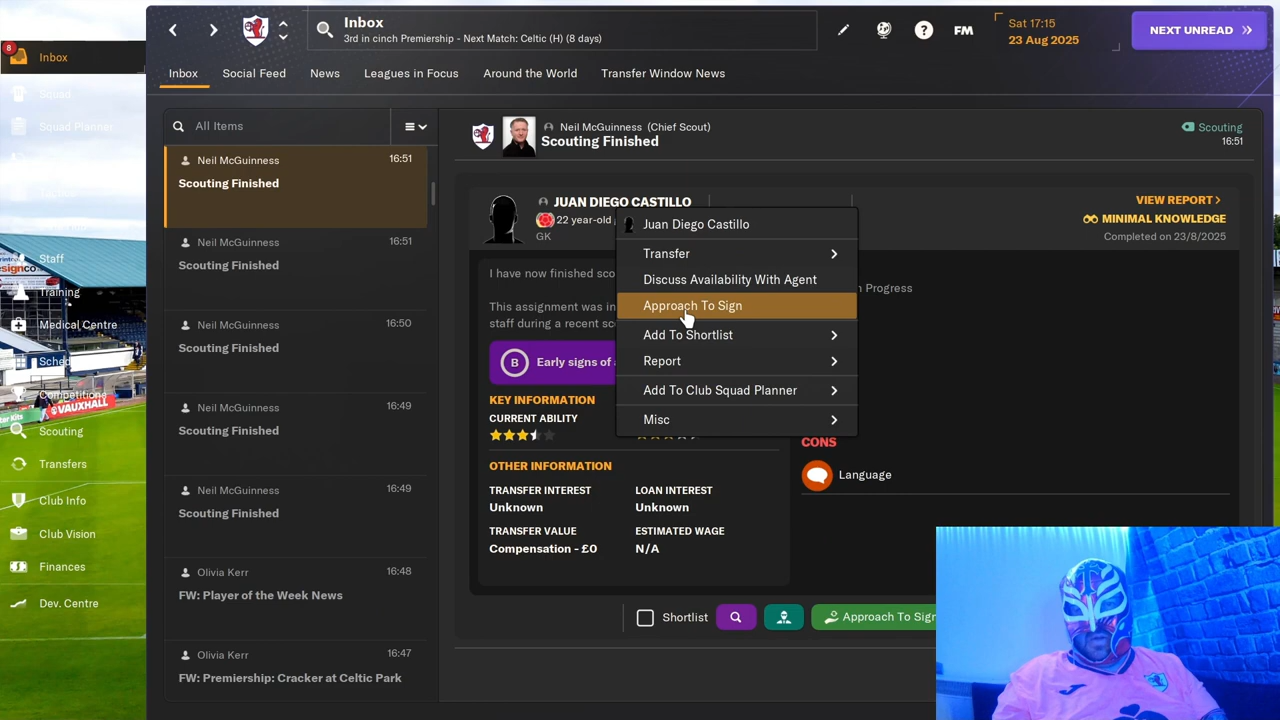 Inbox
3rd in cinch Premiership - Next Match: Celtic (H) (8 days)
FM
Sat 17:15
23 Aug 2025
NEXT UNREAD
8
Inbox
Squad
Squad Planner
Staff
Training
Medical Centre
Sched
Competitions
Scouting
Transfers
Club Info
Club Vision
Finances
Dev. Centre
VAUXHALL
Inbox
Social Feed
News
Leagues in Focus
Around the World
Transfer Window News
All Items
Neil McGuinness
16:51
Scouting Finished
Neil McGuinness
16:51
Scouting Finished
Neil McGuinness
16:50
Scouting Finished
Neil McGuinness
16:49
Scouting Finished
Neil McGuinness
16:49
Scouting Finished
Olivia Kerr
16:48
FW: Player of the Week News
Olivia Kerr
16:47
FW: Premiership: Cracker at Celtic Park
Neil McGuinness (Chief Scout)
Scouting Finished
Scouting
16:51
JUAN DIEGO CASTILLO
22 year-old
GK
VIEW REPORT
MINIMAL KNOWLEDGE
Completed on 23/8/2025
I have now finished sco
This assignment was in
staff during a recent sc
B Early signs of
Juan Diego Castillo
Transfer
Discuss Availability With Agent
Approach To Sign
Add To Shortlist
Report
Add To Club Squad Planner
Misc
n Progress
KEY INFORMATION
CURRENT ABILITY
OTHER INFORMATION
TRANSFER INTEREST
Unknown
LOAN INTEREST
Unknown
TRANSFER VALUE
Compensation - £0
ESTIMATED WAGE
N/A
CONS
Language
Shortlist
Approach To Sign